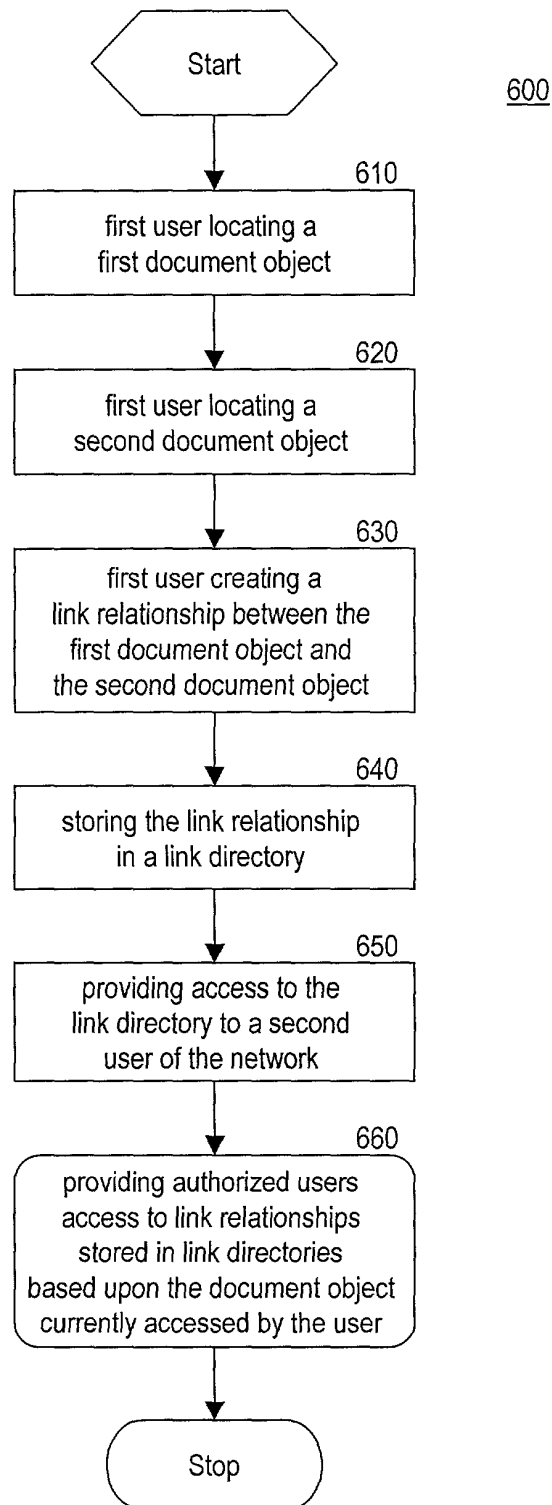 Start
600
610
first user locating a
first document object
620
first user locating a
second document object
630
first user creating a
link relationship between the
first document object and
the second document object
640
storing the link relationship
in a link directory
650
providing access to the
link directory to a second
user of the network
660
providing authorized users
access to link relationships
stored in link directories
based upon the document object
currently accessed by the user
Stop